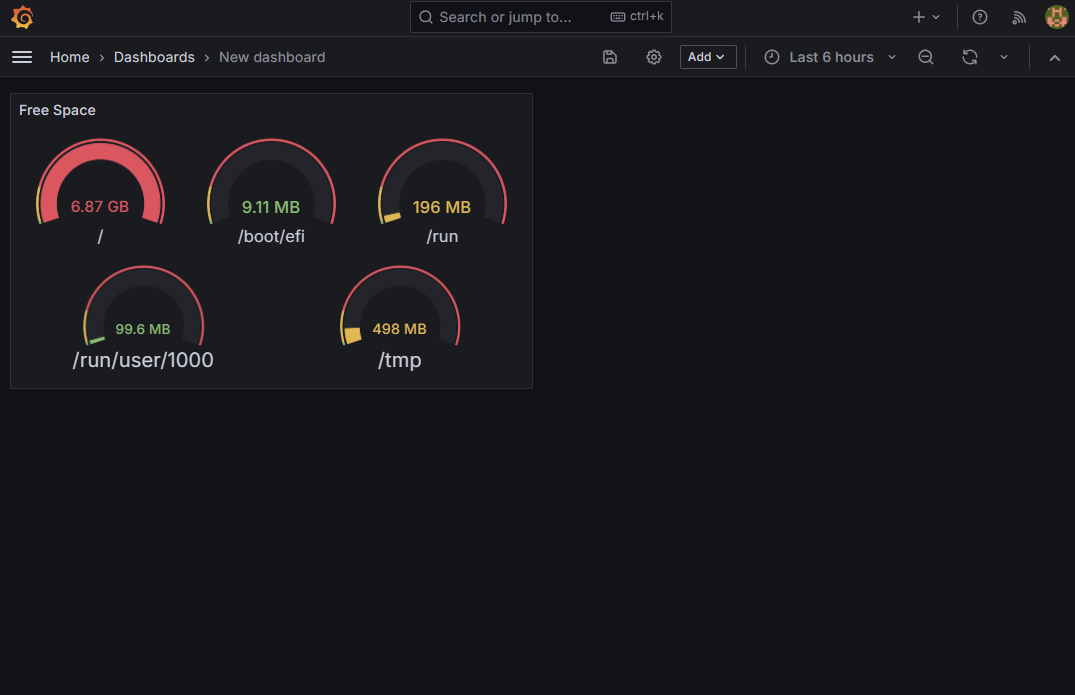 Search or jump to... ctrl+k
Home › Dashboards › New dashboard Add Last 6 hours
Free Space
6.87 GB 9.11 MB 196 MB
/ /boot/efi /run
99.6 MB 498 MB
/run/user/1000 /tmp